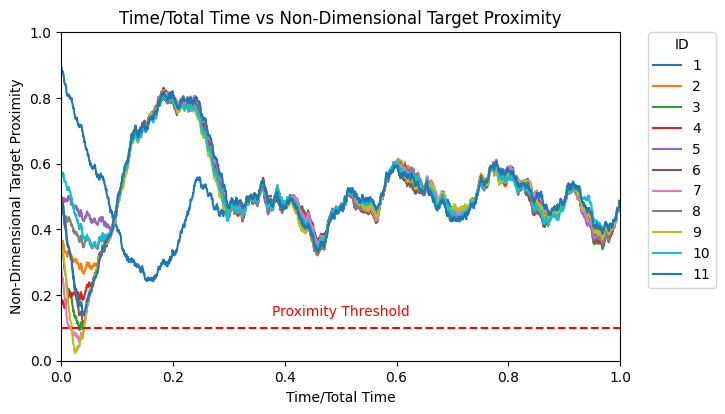 Time/Total Time vs Non-Dimensional Target Proximity
1.0
0.8
0.6
0.4
0.2
0.0
Non-Dimensional Target Proximity
Proximity Threshold
0.0 0.2 0.4 0.6 0.8 1.0
Time/Total Time
ID
1
2
3
4
5
6
7
8
9
10
11